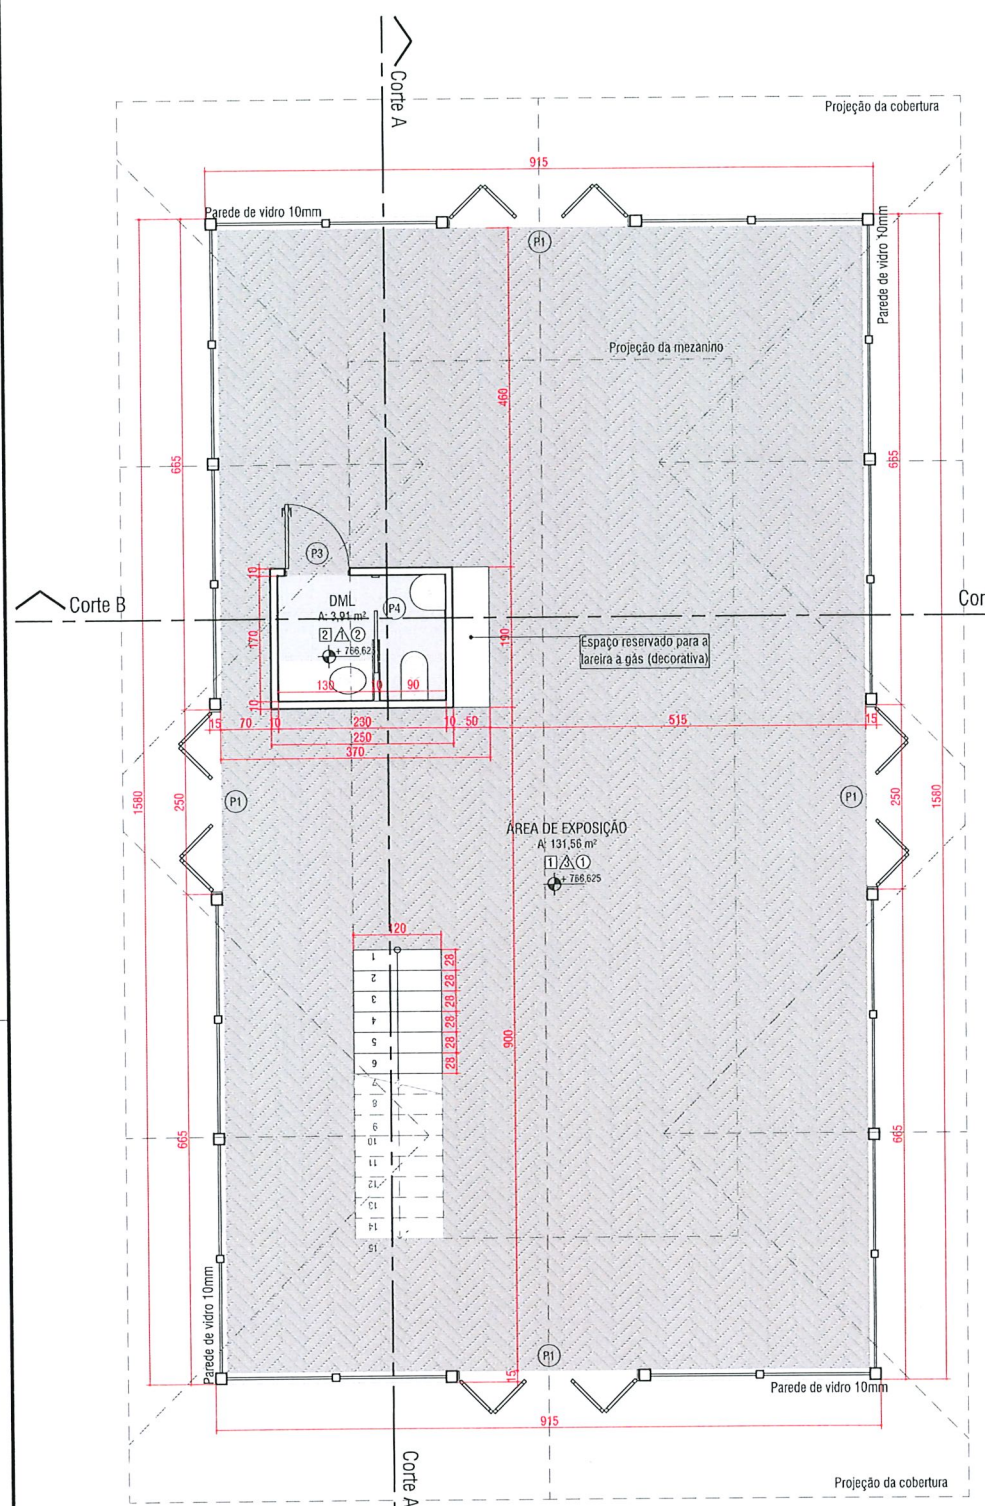 Corte A
Projeção da cobertura
915
Parede de vidro 10mm
Parede de vidro 10mm
P1
Projeção da mezanino
460
665
665
P3
10
DML
A: 3,91 m²
P4
2 1 2
+ 766,625
170
190
Espaço reservado para a
lareira à gás (decorativa)
Corte B
Cor
130
10
90
10
15
70
10
230
10
50
515
15
250
370
1580
250
P1
P1
250
1580
ÁREA DE EXPOSIÇÃO
A: 131,56 m²
1 3 1
+ 766,625
120
1
28
2
28
3
28
4
28
5
28
6
28
7
8
9
10
11
12
13
14
15
900
665
665
Parede de vidro 10mm
P1
15
Parede de vidro 10mm
915
Corte A
Projeção da cobertura